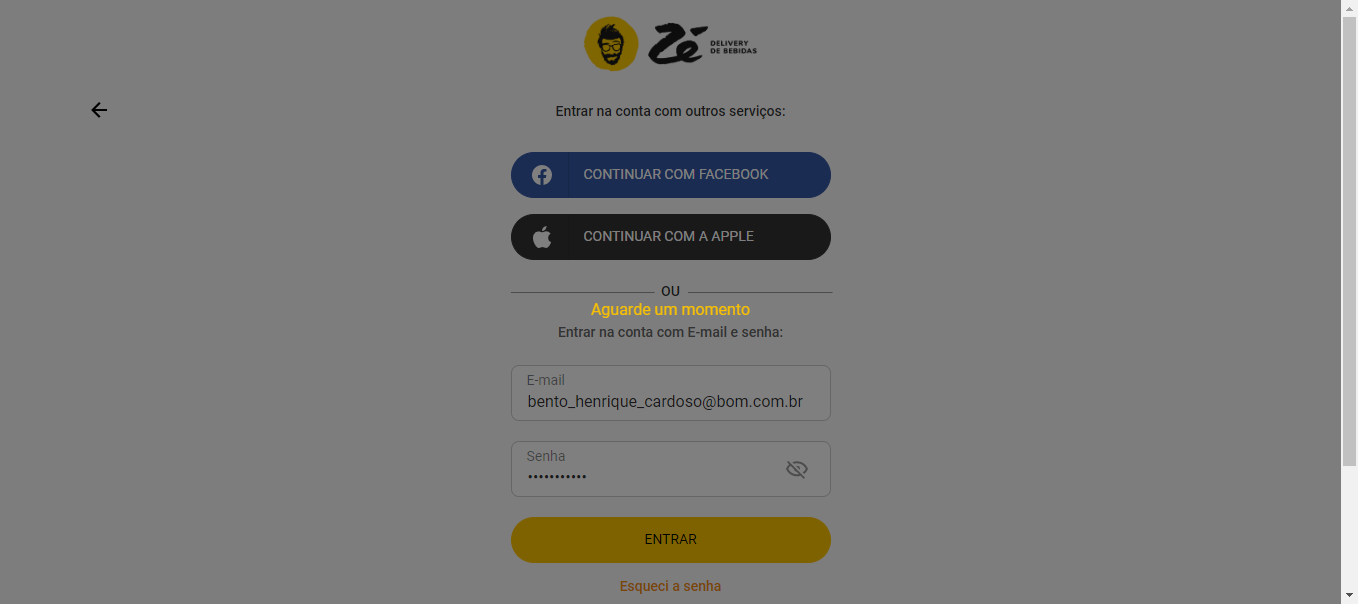 Zé DELIVERY
DE BEBIDAS
Entrar na conta com outros serviços:
CONTINUAR COM FACEBOOK
CONTINUAR COM A APPLE
OU
Aguarde um momento
Entrar na conta com E-mail e senha:
E-mail
bento_henrique_cardoso@bom.com.br
Senha
•••••••••••
ENTRAR
Esqueci a senha